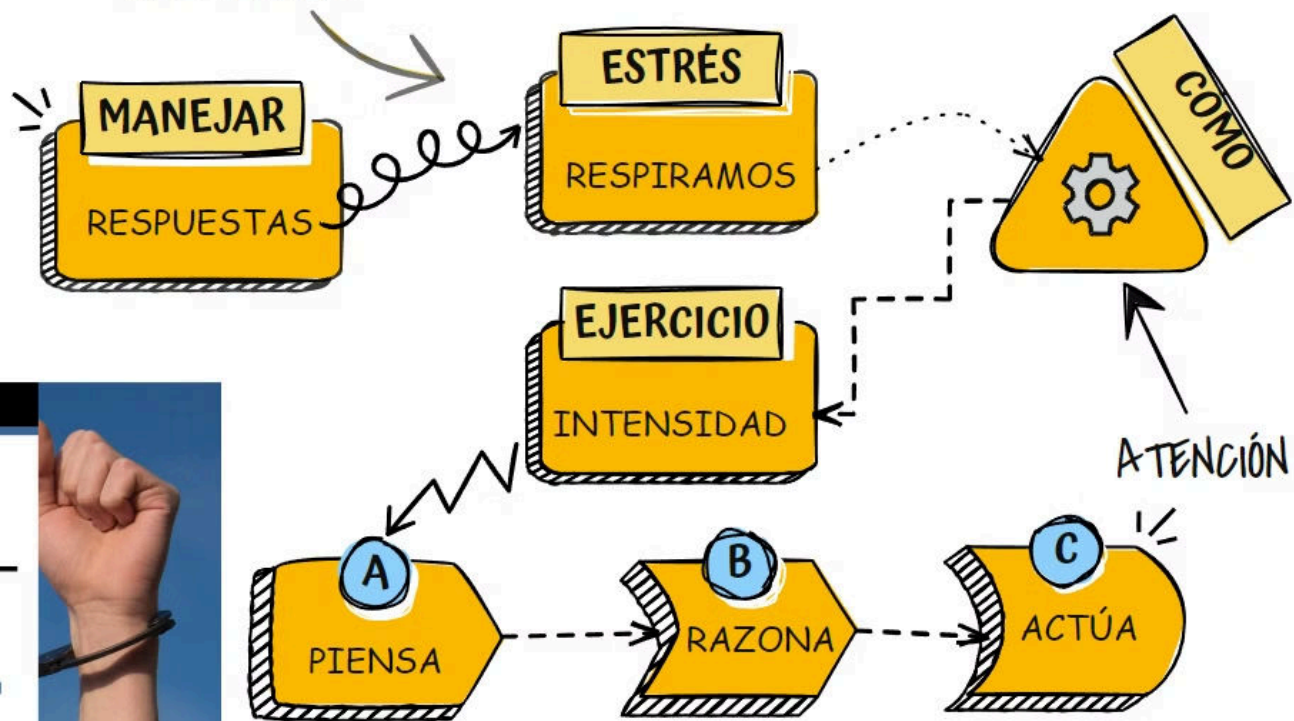 MANEJAR
RESPUESTAS
ESTRÉS
RESPIRAMOS
COMO
EJERCICIO
INTENSIDAD
ATENCIÓN
A
PIENSA
B
RAZONA
C
ACTÚA